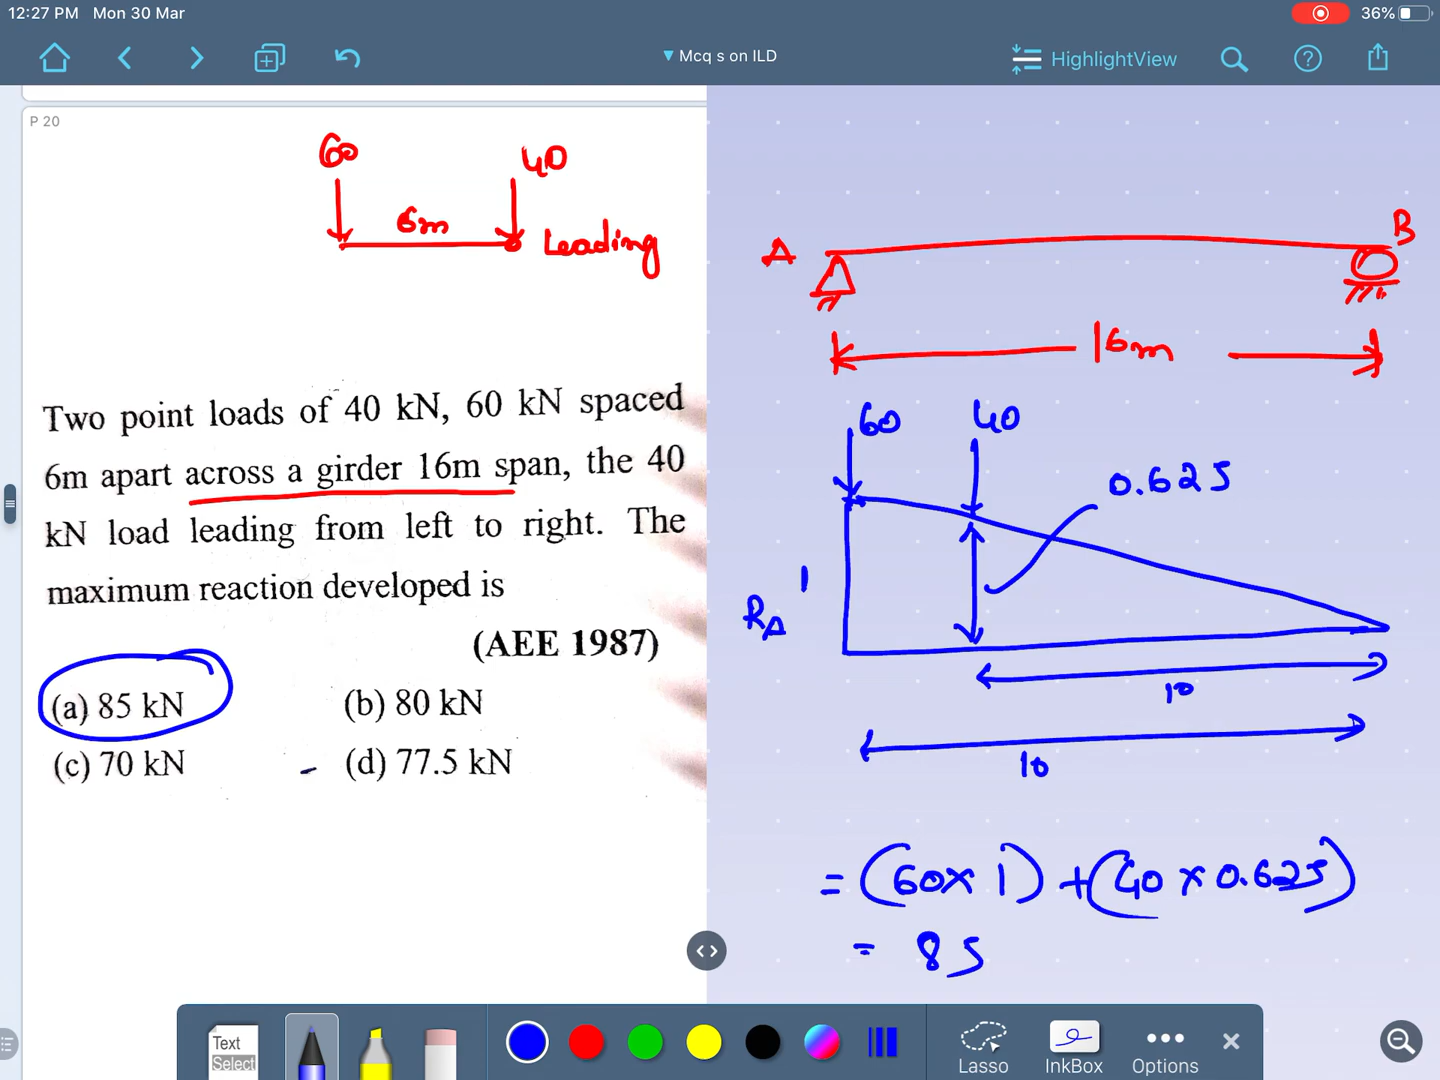 12:27 PM Mon 30 Mar
36%
Mcq s on ILD
HighlightView
P 20
60
40
6m
Leading
Two point loads of 40 kN, 60 kN spaced
6m apart across a girder 16m span, the 40
kN load leading from left to right. The
maximum reaction developed is
(AEE 1987)
(a) 85 kN
(b) 80 kN
(c) 70 kN
(d) 77.5 kN
A
B
16m
60
40
0.625
1
RA
10
10
= (60×1) + (40×0.625)
= 85
Text
Select
Lasso
InkBox
Options